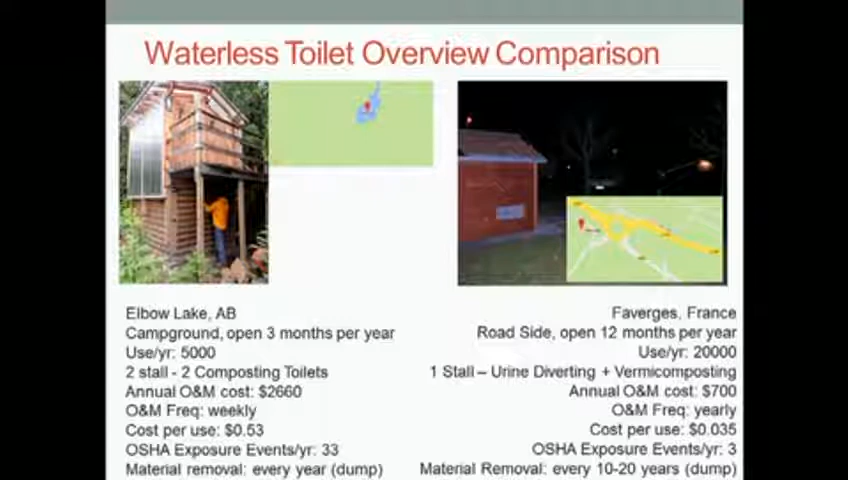 Waterless Toilet Overview Comparison
Elbow Lake, AB
Campground, open 3 months per year
Use/yr: 5000
2 stall - 2 Composting Toilets
Annual O&M cost: $2660
O&M Freq: weekly
Cost per use: $0.53
OSHA Exposure Events/yr: 33
Material removal: every year (dump)
Faverges, France
Road Side, open 12 months per year
Use/yr: 20000
1 Stall – Urine Diverting + Vermicomposting
Annual O&M cost: $700
O&M Freq: yearly
Cost per use: $0.035
OSHA Exposure Events/yr: 3
Material Removal: every 10-20 years (dump)